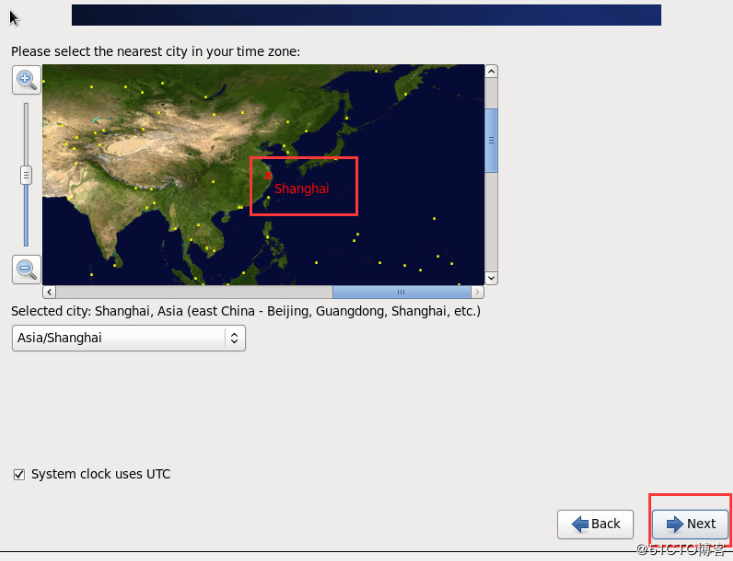 Please select the nearest city in your time zone:
Shanghai
Selected city: Shanghai, Asia (east China - Beijing, Guangdong, Shanghai, etc.)
Asia/Shanghai
System clock uses UTC
Back
Next
@51CTO博客